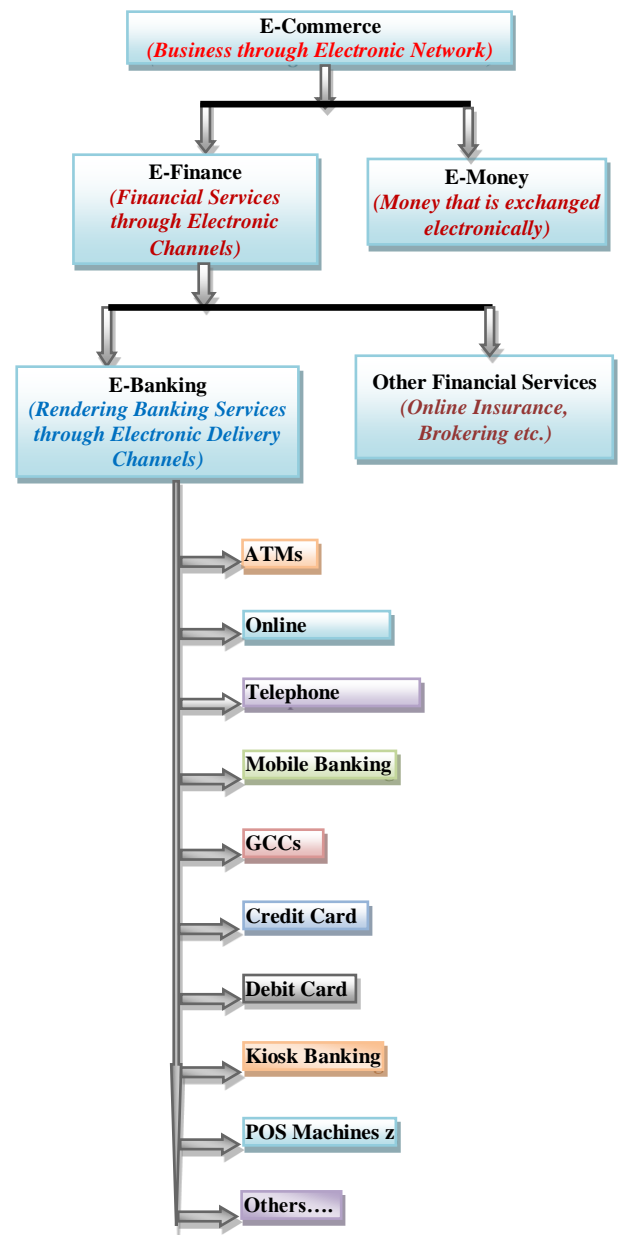 E-Commerce
(Business through Electronic Network)
E-Finance
(Financial Services
through Electronic
Channels)
E-Money
(Money that is exchanged
electronically)
E-Banking
(Rendering Banking Services
through Electronic Delivery
Channels)
Other Financial Services
(Online Insurance,
Brokering etc.)
ATMs
Online
Telephone
Mobile Banking
GCCs
Credit Card
Debit Card
Kiosk Banking
POS Machines z
Others….